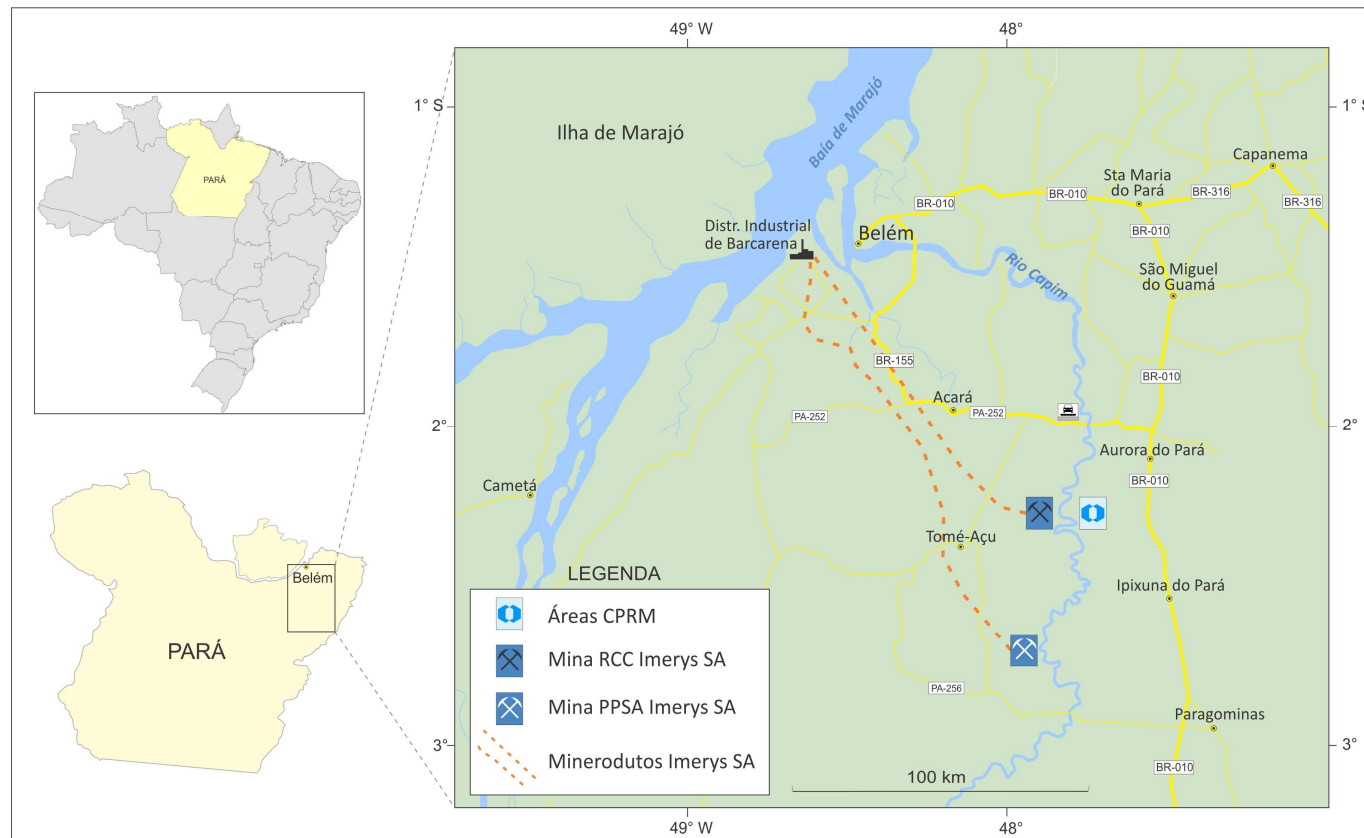 49° W
48°
1° S
1° S
Ilha de Marajó
Baía de Marajó
Capanema
Sta Maria
do Pará
BR-316
BR-010
BR-010
BR-316
PARÁ
Distr. Industrial
de Barcarena
Belém
BR-010
Rio Capim
São Miguel
do Guamá
BR-155
BR-010
Acará
PA-252
PA-252
2°
2°
Aurora do Pará
BR-010
Cametá
Tomé-Açu
Belém
Ipixuna do Pará
PARÁ
LEGENDA
Áreas CPRM
Mina RCC Imerys SA
Mina PPSA Imerys SA
Minerodutos Imerys SA
PA-256
Paragominas
3°
3°
BR-010
100 km
49° W
48°